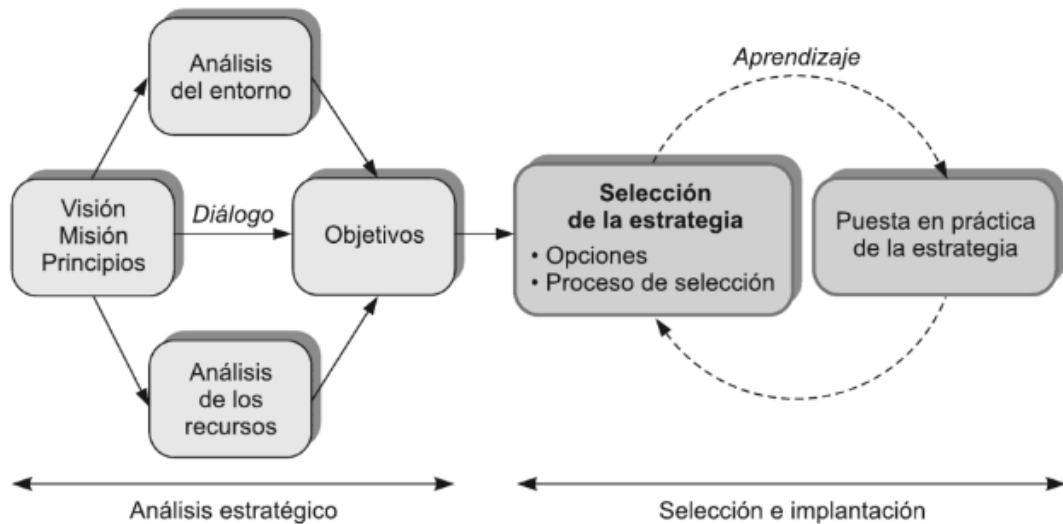 Análisis
del entorno
Visión
Misión
Principios
Diálogo
Objetivos
Análisis
de los
recursos
Análisis estratégico
Aprendizaje
Selección
de la estrategia
• Opciones
• Proceso de selección
Puesta en práctica
de la estrategia
Selección e implantación